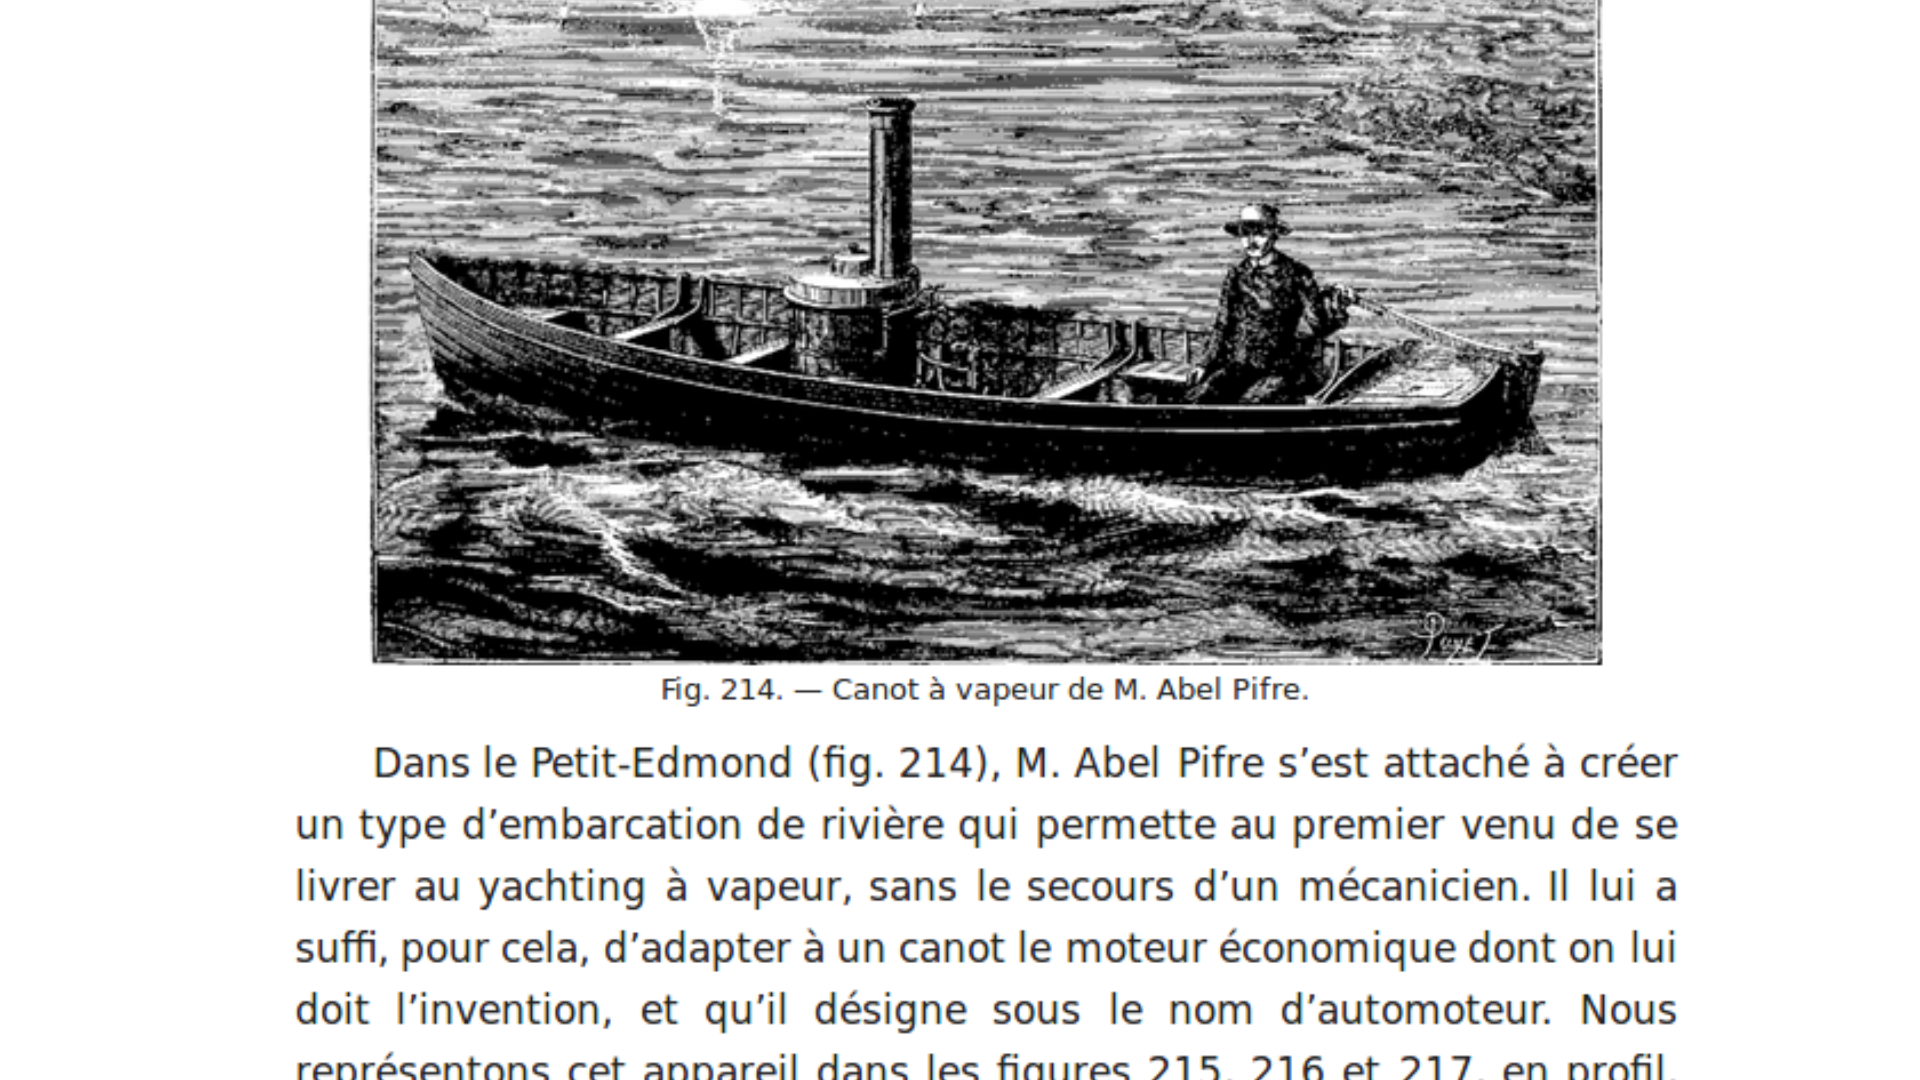 Poyet
Fig. 214. — Canot à vapeur de M. Abel Pifre.
Dans le Petit-Edmond (fig. 214), M. Abel Pifre s’est attaché à créer
un type d’embarcation de rivière qui permette au premier venu de se
livrer au yachting à vapeur, sans le secours d’un mécanicien. Il lui a
suffi, pour cela, d’adapter à un canot le moteur économique dont on lui
doit l’invention, et qu’il désigne sous le nom d’automoteur. Nous
représentons cet appareil dans les figures 215, 216 et 217, en profil,